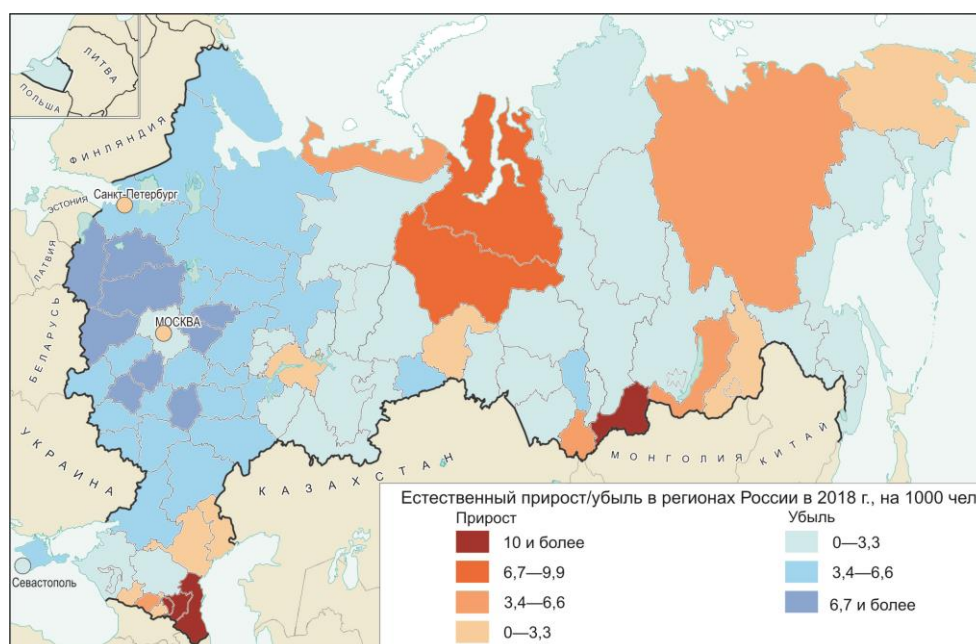 ЛИТВА
ПОЛЬША
ФИНЛЯНДИЯ
Санкт-Петербург
ЭСТОНИЯ
ЛАТВИЯ
БЕЛАРУСЬ
МОСКВА
УКРАИНА
КАЗАХСТАН
МОНГОЛИЯ
КИТАЙ
Севастополь
Естественный прирост/убыль в регионах России в 2018 г., на 1000 чел
Прирост
Убыль
10 и более
0—3,3
6,7—9,9
3,4—6,6
3,4—6,6
6,7 и более
0—3,3